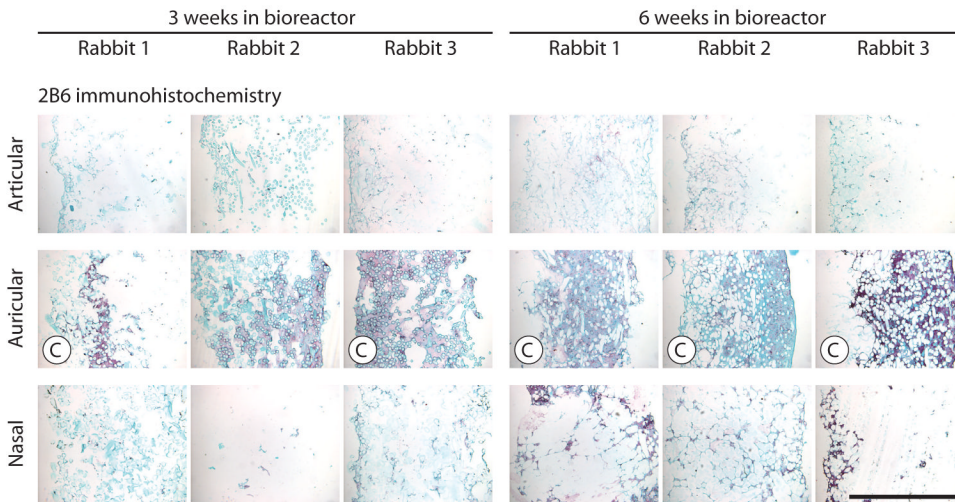 3 weeks in bioreactor 6 weeks in bioreactor
Rabbit 1 Rabbit 2 Rabbit 3 Rabbit 1 Rabbit 2 Rabbit 3
2B6 immunohistochemistry
Articular
Auricular
C C C C C
Nasal